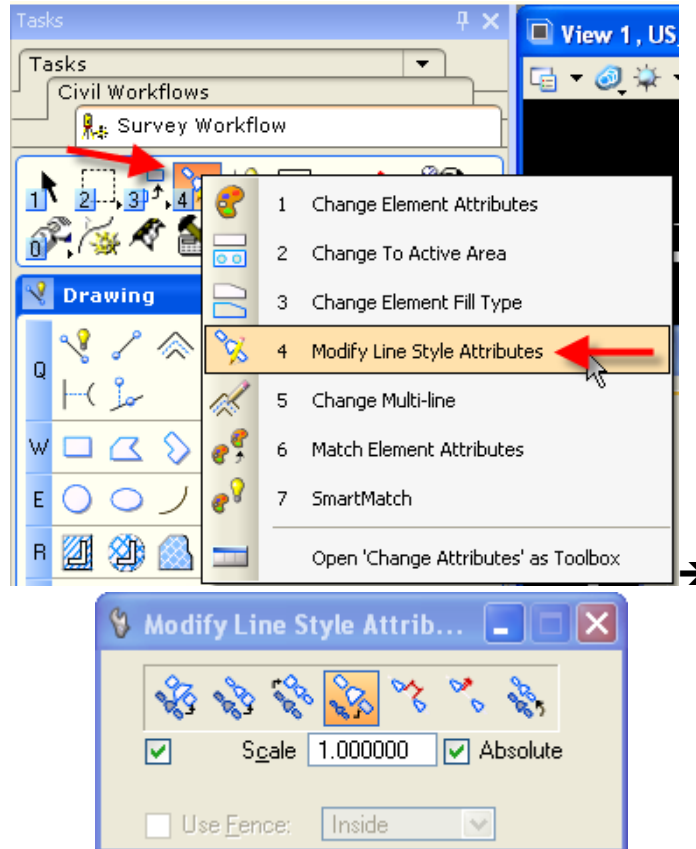 Tasks
View 1, US
Tasks
Civil Workflows
Survey Workflow
1 2 3 4
0
1 Change Element Attributes
2 Change To Active Area
3 Change Element Fill Type
4 Modify Line Style Attributes
5 Change Multi-line
6 Match Element Attributes
7 SmartMatch
Open 'Change Attributes' as Toolbox
Drawing
Q
W
E
R
Modify Line Style Attrib...
Scale 1.000000 Absolute
Use Fence: Inside